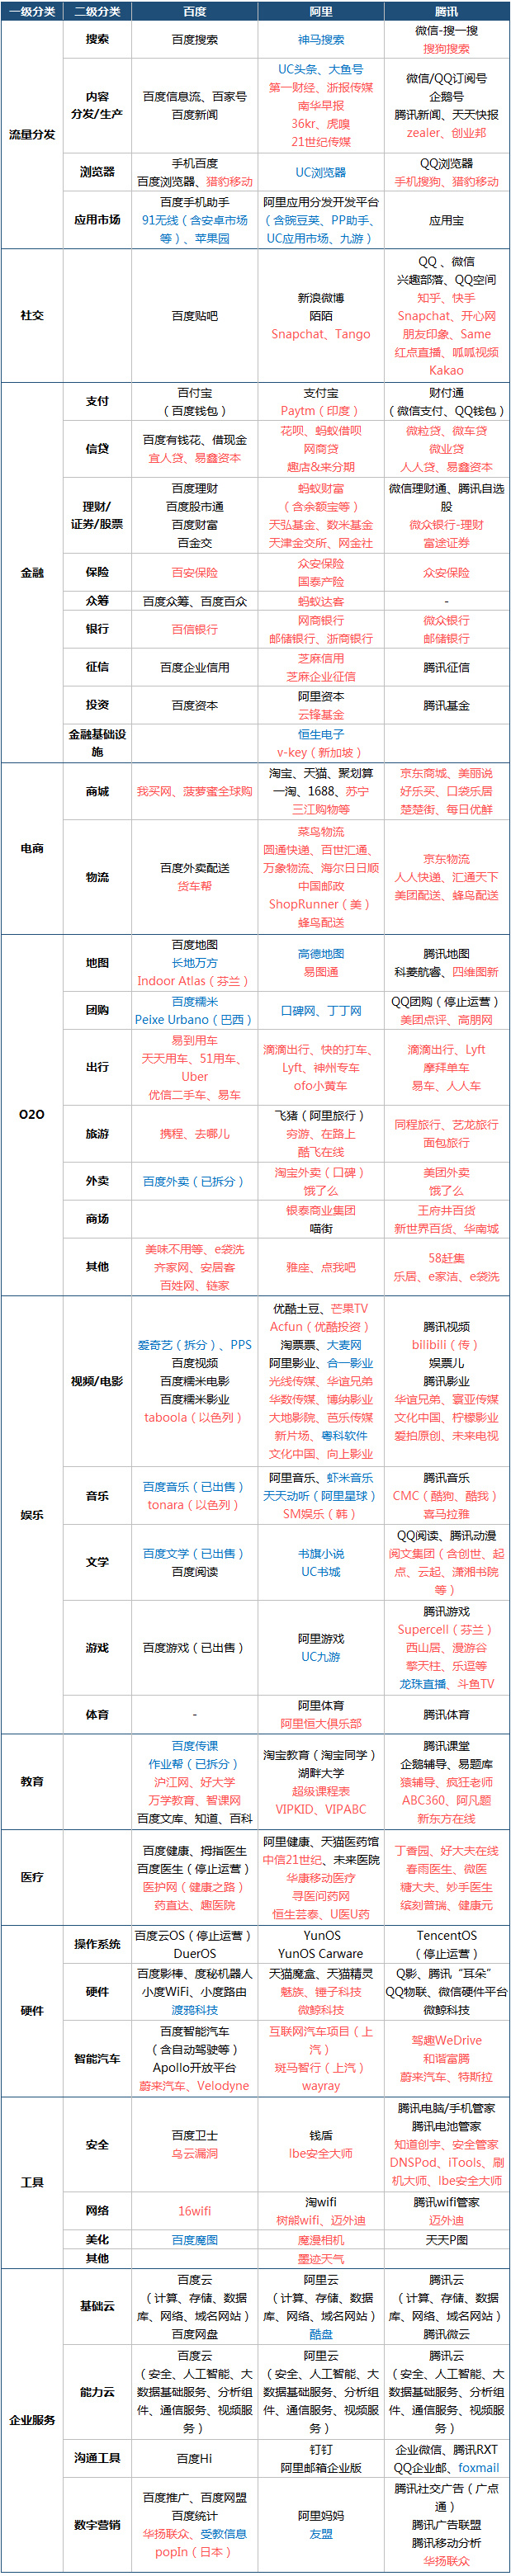 一级分类 二级分类 百度 阿里 腾讯
流量分发
搜索
百度搜索
神马搜索
微信-搜一搜
搜狗搜索
内容
分发/生产
百度信息流、百家号
百度新闻
UC头条、大鱼号
第一财经、浙报传媒
南华早报
36kr、虎嗅
21世纪传媒
微信/QQ订阅号
企鹅号
腾讯新闻、天天快报
zealer、创业邦
浏览器
手机百度
百度浏览器、猎豹移动
UC浏览器
QQ浏览器
手机搜狗、猎豹移动
应用市场
百度手机助手
91无线（含安卓市场
等）、苹果园
阿里应用分发开发平台
（含豌豆荚、PP助手、
UC应用市场、九游）
应用宝
社交
百度贴吧
新浪微博
陌陌
Snapchat、Tango
QQ 、微信
兴趣部落、QQ空间
知乎、快手
Snapchat、开心网
朋友印象、Same
红点直播、呱呱视频
Kakao
金融
支付
百付宝
（百度钱包）
支付宝
Paytm（印度）
财付通
（微信支付、QQ钱包）
信贷
百度有钱花、借现金
宜人贷、易鑫资本
花呗、蚂蚁借呗
网商贷
趣店&来分期
微粒贷、微车贷
微业贷
人人贷、易鑫资本
理财/
证券/股票
百度理财
百度股市通
百度财富
百金交
蚂蚁财富
（含余额宝等）
天弘基金、数米基金
天津金交所、网金社
微信理财通、腾讯自选
股
微众银行-理财
富途证券
保险
百安保险
众安保险
国泰产险
众安保险
众筹
百度众筹、百度百众
蚂蚁达客
-
银行
百信银行
网商银行
邮储银行、浙商银行
微众银行
邮储银行
征信
百度企业信用
芝麻信用
芝麻企业征信
腾讯征信
投资
百度资本
阿里资本
云锋基金
腾讯基金
金融基础设
施
恒生电子
v-key（新加坡）
电商
商城
我买网、菠萝蜜全球购
淘宝、天猫、聚划算
一淘、1688、苏宁
三江购物等
京东商城、美丽说
好乐买、口袋乐居
楚楚街、每日优鲜
物流
百度外卖配送
货车帮
菜鸟物流
圆通快递、百世汇通、
万象物流、海尔日日顺
中国邮政
ShopRunner（美）
蜂鸟配送
京东物流
人人快递、汇通天下
美团配送、蜂鸟配送
O2O
地图
百度地图
长地万方
Indoor Atlas（芬兰）
高德地图
易图通
腾讯地图
科菱航睿、四维图新
团购
百度糯米
Peixe Urbano（巴西）
口碑网、丁丁网
QQ团购（停止运营）
美团点评、高朋网
出行
易到用车
天天用车、51用车、
Uber
优信二手车、易车
滴滴出行、快的打车、
Lyft、神州专车
ofo小黄车
滴滴出行、Lyft
摩拜单车
易车、人人车
旅游
携程、去哪儿
飞猪（阿里旅行）
穷游、在路上
酷飞在线
同程旅行、艺龙旅行
面包旅行
外卖
百度外卖（已拆分）
淘宝外卖（口碑）
饿了么
美团外卖
饿了么
商场
银泰商业集团
喵街
王府井百货
新世界百货、华南城
其他
美味不用等、e袋洗
齐家网、安居客
百姓网、链家
雅座、点我吧
58赶集
乐居、e家洁、e袋洗
娱乐
视频/电影
爱奇艺（拆分）、PPS
百度视频
百度糯米电影
百度糯米影业
taboola（以色列）
优酷土豆、芒果TV
Acfun（优酷投资）
淘票票、大麦网
阿里影业、合一影业
光线传媒、华谊兄弟
华数传媒、博纳影业
大地影院、芭乐传媒
新片场、粤科软件
文化中国、向上影业
腾讯视频
bilibili（传）
娱票儿
腾讯影业
华谊兄弟、寰亚传媒
文化中国、柠檬影业
爱拍原创、未来电视
音乐
百度音乐（已出售）
tonara（以色列）
阿里音乐、虾米音乐
天天动听（阿里星球）
SM娱乐（韩）
腾讯音乐
CMC（酷狗、酷我）
喜马拉雅
文学
百度文学（已出售）
百度阅读
书旗小说
UC书城
QQ阅读、腾讯动漫
阅文集团（含创世、起
点、云起、潇湘书院
等）
游戏
百度游戏（已出售）
阿里游戏
UC九游
腾讯游戏
Supercell（芬兰）
西山居、漫游谷
擎天柱、乐逗等
龙珠直播、斗鱼TV
体育
-
阿里体育
阿里恒大俱乐部
腾讯体育
教育
百度传课
作业帮（已拆分）
沪江网、好大学
万学教育、智课网
百度文库、知道、百科
淘宝教育（淘宝同学）
湖畔大学
超级课程表
VIPKID、VIPABC
腾讯课堂
企鹅辅导、易题库
猿辅导、疯狂老师
ABC360、阿凡题
新东方在线
医疗
百度健康、拇指医生
百度医生（停止运营）
医护网（健康之路）
药直达、趣医院
阿里健康、天猫医药馆
中信21世纪、未来医院
华康移动医疗
寻医问药网
恒生芸泰、U医U药
丁香园、好大夫在线
春雨医生、微医
糖大夫、妙手医生
缤刻普瑞、健康元
硬件
操作系统
百度云OS（停止运营）
DuerOS
YunOS
YunOS Carware
TencentOS
（停止运营）
硬件
百度影棒、度秘机器人
小度WiFi、小度路由
渡鸦科技
天猫魔盒、天猫精灵
魅族、锤子科技
微鲸科技
Q影、腾讯“耳朵”
QQ物联、微信硬件平台
微鲸科技
智能汽车
百度智能汽车
（含自动驾驶等）
Apollo开放平台
蔚来汽车、Velodyne
互联网汽车项目（上
汽）
斑马智行（上汽）
wayray
驾趣WeDrive
和谐富腾
蔚来汽车、特斯拉
工具
安全
百度卫士
乌云漏洞
钱盾
lbe安全大师
腾讯电脑/手机管家
腾讯电池管家
知道创宇、安全管家
DNSPod、iTools、刷
机大师、lbe安全大师
网络
16wifi
淘wifi
树熊wifi、迈外迪
腾讯wifi管家
迈外迪
美化
百度魔图
魔漫相机
天天P图
其他
墨迹天气
企业服务
基础云
百度云
（计算、存储、数据
库、网络、域名网站）
百度网盘
阿里云
（计算、存储、数据
库、网络、域名网站）
酷盘
腾讯云
（计算、存储、数据
库、网络、域名网站）
腾讯微云
能力云
百度云
（安全、人工智能、大
数据基础服务、分析组
件、通信服务、视频服
务）
阿里云
（安全、人工智能、大
数据基础服务、分析组
件、通信服务、视频服
务）
腾讯云
（安全、人工智能、大
数据基础服务、分析组
件、通信服务、视频服
务）
沟通工具
百度Hi
钉钉
阿里邮箱企业版
企业微信、腾讯RXT
QQ企业邮、foxmail
数字营销
百度推广、百度网盟
百度统计
华扬联众、受教信息
popIn（日本）
阿里妈妈
友盟
腾讯社交广告（广点
通）
腾讯广告联盟
腾讯移动分析
华扬联众